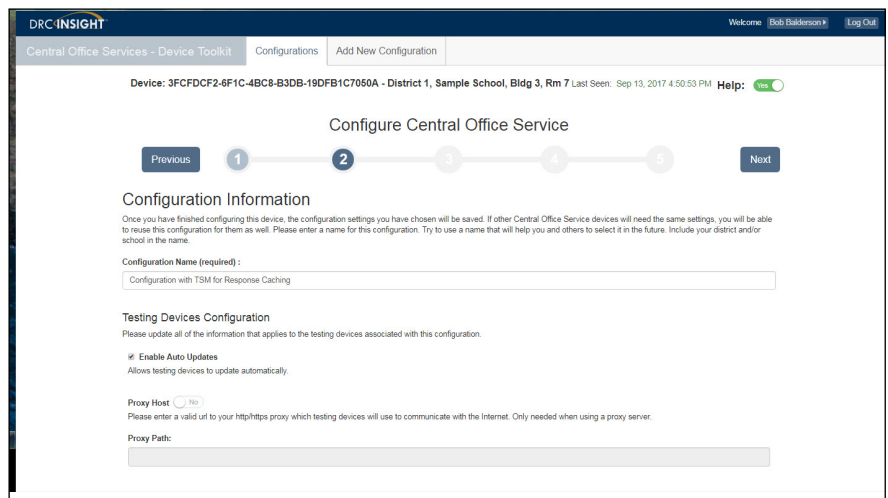 DRC INSIGHT
Welcome Bob Balderson Log Out
Central Office Services - Device Toolkit Configurations Add New Configuration
Device: 3FCFDCF2-6F1C-4BC8-B3DB-19DFB1C7050A - District 1, Sample School, Bldg 3, Rm 7 Last Seen: Sep 13, 2017 4:50:53 PM Help: Yes
Configure Central Office Service
Previous 1 2 3 4 5 Next
Configuration Information
Once you have finished configuring this device, the configuration settings you have chosen will be saved. If other Central Office Service devices will need the same settings, you will be able
to reuse this configuration for them as well. Please enter a name for this configuration. Try to use a name that will help you and others to select it in the future. Include your district and/or
school in the name.
Configuration Name (required) :
Configuration with TSM for Response Caching
Testing Devices Configuration
Please update all of the information that applies to the testing devices associated with this configuration.
Enable Auto Updates
Allows testing devices to update automatically.
Proxy Host No
Please enter a valid url to your http/https proxy which testing devices will use to communicate with the Internet. Only needed when using a proxy server.
Proxy Path: